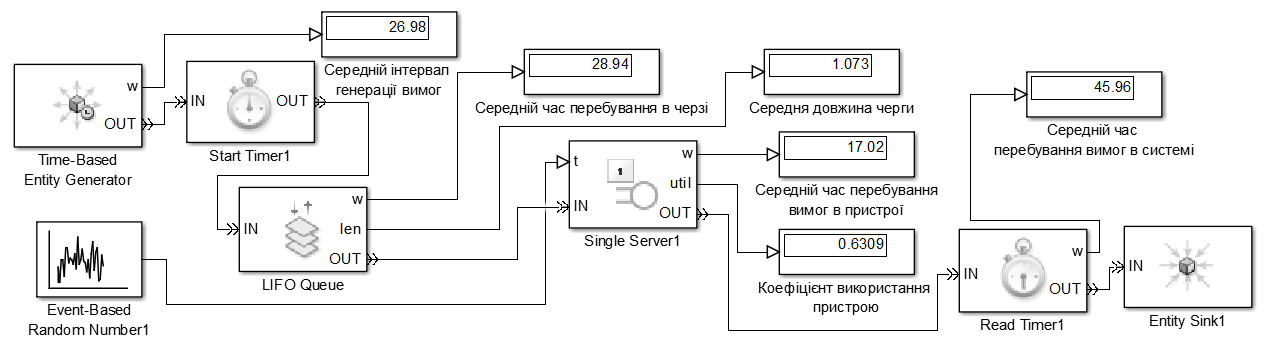 26.98
Середній інтервал
генерації вимог
28.94
Середній час перебування в черзі
1.073
Середня довжина черги
45.96
Середній час
перебування вимог в системі
w
OUT
Time-Based
Entity Generator
IN
OUT
Start Timer1
t
IN
1
w
util
OUT
Single Server1
17.02
Середній час перебування
вимог в пристрої
IN
w
len
OUT
LIFO Queue
0.6309
Коефіцієнт використання
пристрою
Event-Based
Random Number1
IN
w
OUT
Read Timer1
IN
Entity Sink1